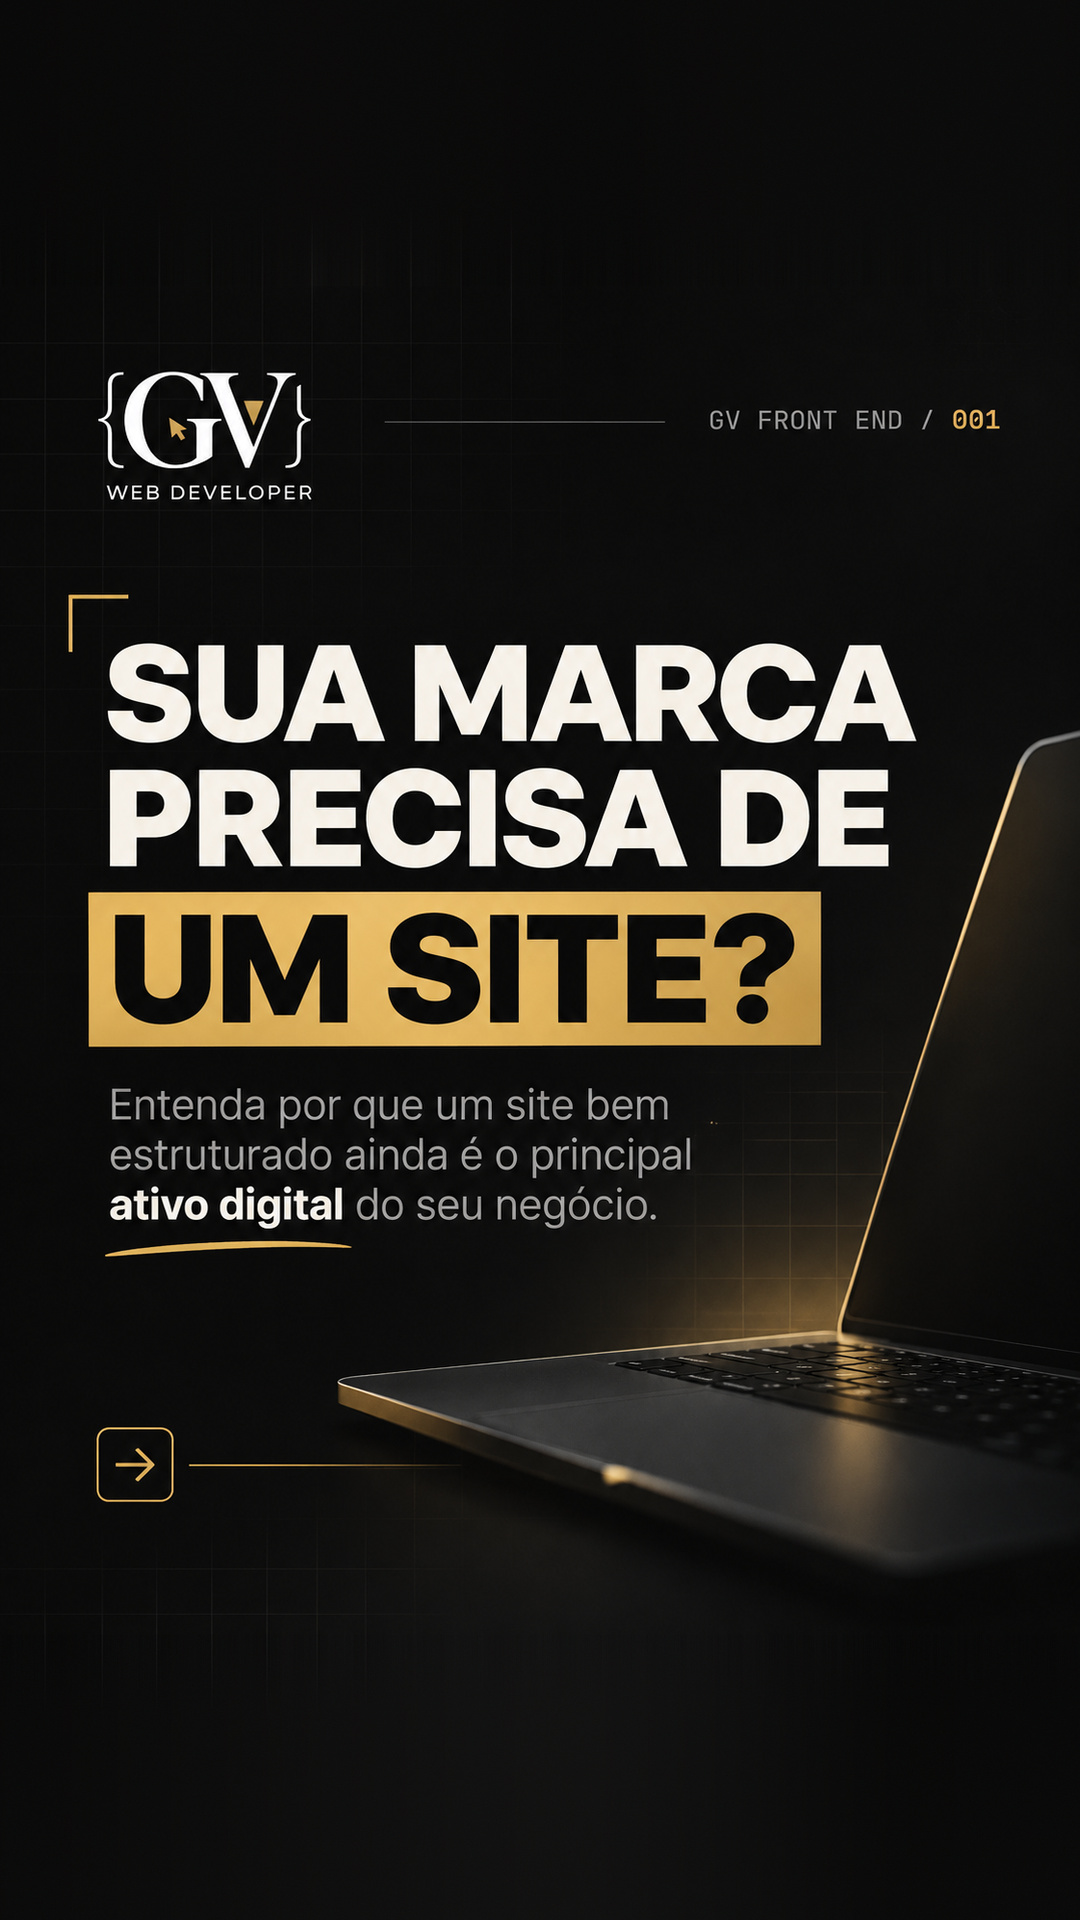 {GV}
WEB DEVELOPER
GV FRONT END / 001
SUA MARCA
PRECISA DE
UM SITE?
Entenda por que um site bem
estruturado ainda é o principal
ativo digital do seu negócio.